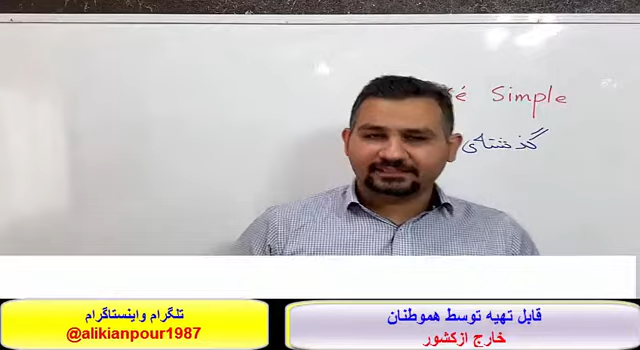 é Simple
گذشته‌ی
تلگرام واینستاگرام
@alikianpour1987
قابل تهیه توسط هموطنان
خارج ازکشور